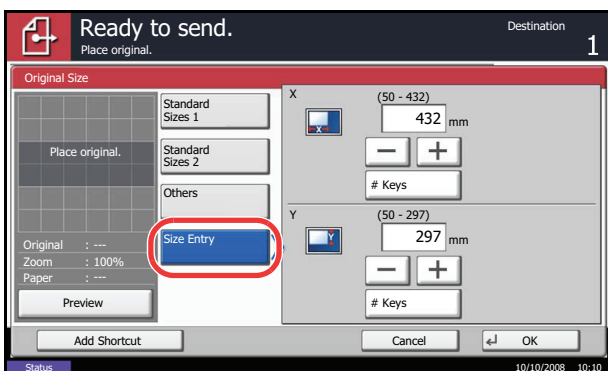 Ready to send.
Place original.
Destination
1
Original Size
Place original.
Original : ---
Zoom : 100%
Paper : ---
Preview
Standard
Sizes 1
Standard
Sizes 2
Others
Size Entry
X
(50 - 432)
432 mm
X
# Keys
Y
(50 - 297)
297 mm
Y
# Keys
Add Shortcut
Cancel
OK
Status
10/10/2008 10:10